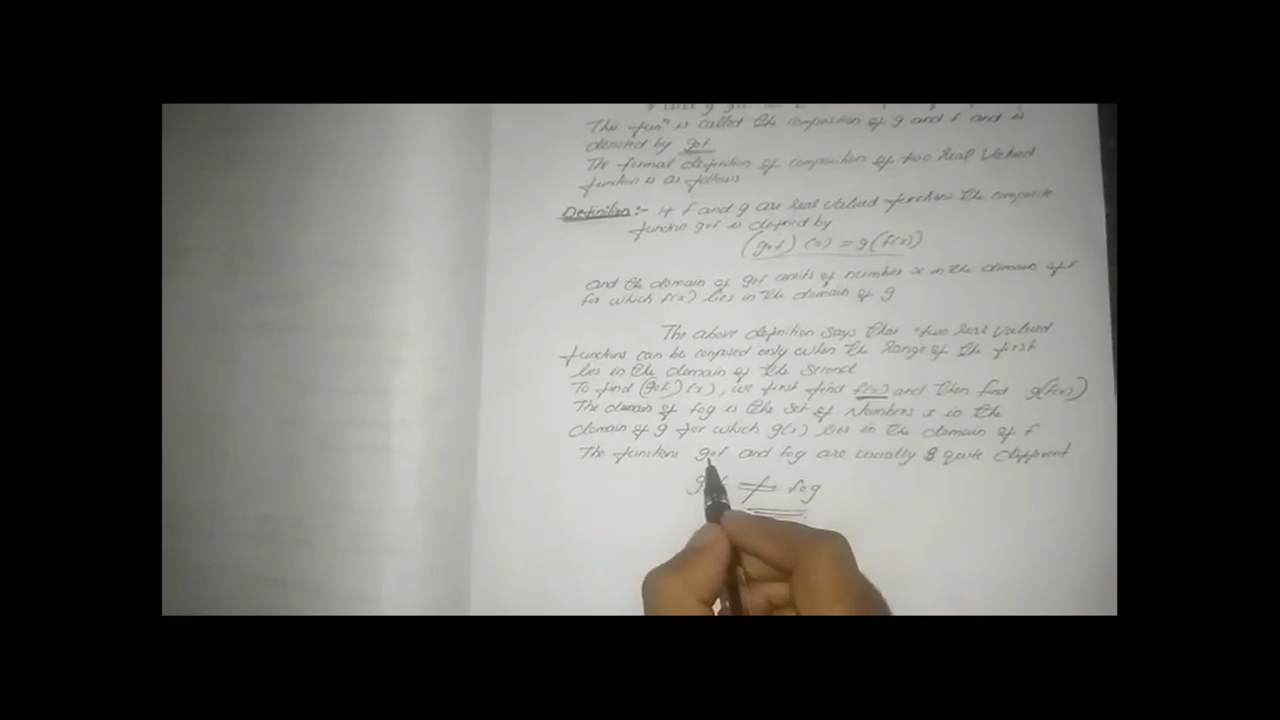 This funⁿ is called the composition of g and f and is
denoted by gof
The formal definition of composition of two Real Valued
function is as follows
Definition :- If f and g are real valued functions the composite
function gof is defined by
(gof) (x) = g(f(x))
and the domain of gof of number x in the domain of f
for which f(x) lies in the domain of g
The above definition says that two real valued
functions can be composed only when the range of the first
lies in the domain of the second
To find (gof) (x), we first find f(x) and then find g(f(x))
The domain of fog is the set of Numbers x in the
domain of g for which g(x) lies in the domain of f
The functions gof and fog are usually quite different
≠ fog